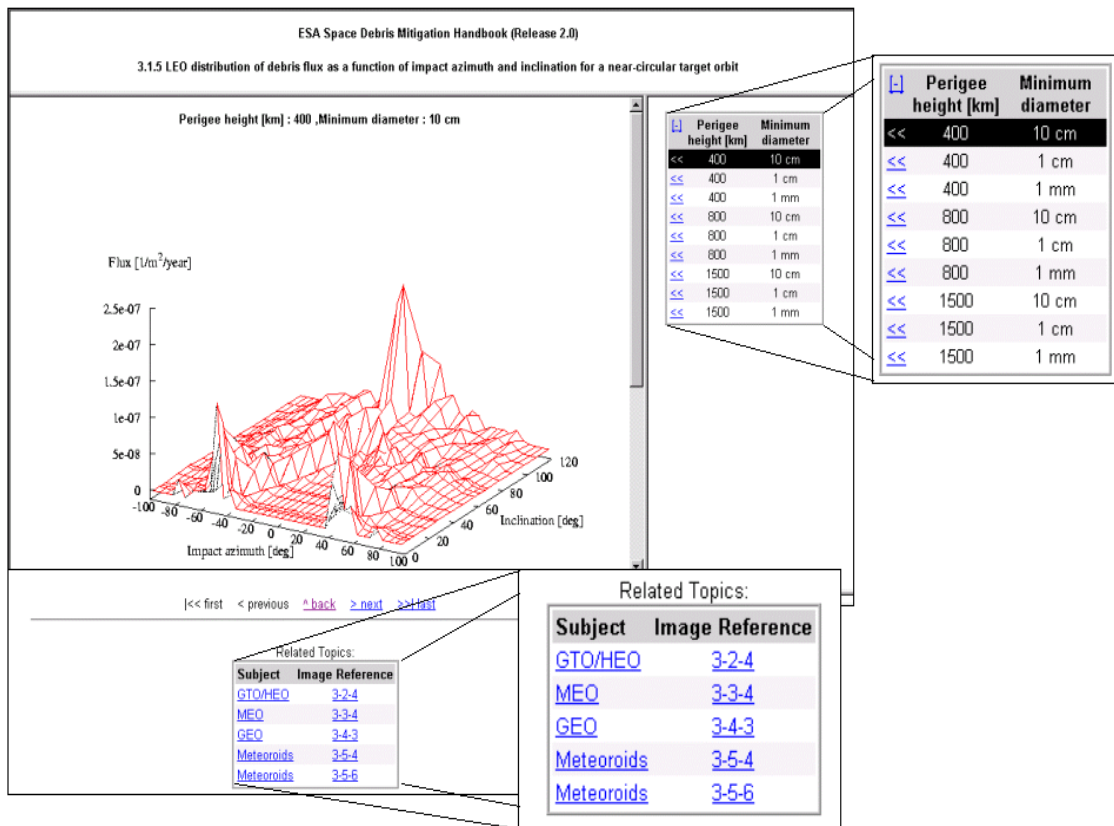 ESA Space Debris Mitigation Handbook (Release 2.0)
3.1.5 LEO distribution of debris flux as a function of impact azimuth and inclination for a near-circular target orbit
Perigee height [km] : 400 ,Minimum diameter : 10 cm
Flux [1/m^2/year]
2.5e-07
2e-07
1.5e-07
1e-07
5e-08
0
-100 -80 -60 -40 -20 0 20 40 60 80 100
Impact azimuth [deg]
0 20 40 60 80 100 120
Inclination [deg]
[-] Perigee height [km] Minimum diameter
<< 400 10 cm
<< 400 1 cm
<< 400 1 mm
<< 800 10 cm
<< 800 1 cm
<< 800 1 mm
<< 1500 10 cm
<< 1500 1 cm
<< 1500 1 mm
[-] Perigee height [km] Minimum diameter
<< 400 10 cm
<< 400 1 cm
<< 400 1 mm
<< 800 10 cm
<< 800 1 cm
<< 800 1 mm
<< 1500 10 cm
<< 1500 1 cm
<< 1500 1 mm
|<< first < previous ^ back > next >>| last
Related Topics:
Subject Image Reference
GTO/HEO 3-2-4
MEO 3-3-4
GEO 3-4-3
Meteoroids 3-5-4
Meteoroids 3-5-6
Related Topics:
Subject Image Reference
GTO/HEO 3-2-4
MEO 3-3-4
GEO 3-4-3
Meteoroids 3-5-4
Meteoroids 3-5-6